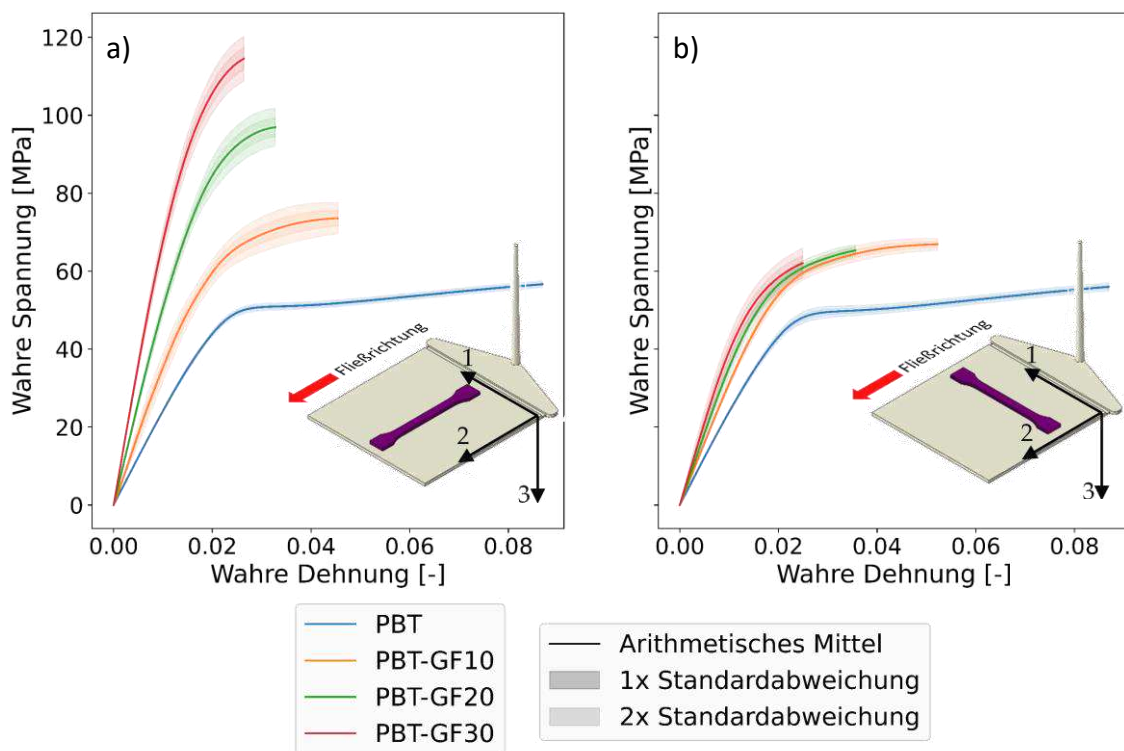 a)
Wahre Spannung [MPa]
120
100
80
60
40
20
0
0.00 0.02 0.04 0.06 0.08
Wahre Dehnung [-]
Fließrichtung
1
2
3
b)
Wahre Spannung [MPa]
0.00 0.02 0.04 0.06 0.08
Wahre Dehnung [-]
Fließrichtung
1
2
3
PBT
PBT-GF10
PBT-GF20
PBT-GF30
Arithmetisches Mittel
1x Standardabweichung
2x Standardabweichung